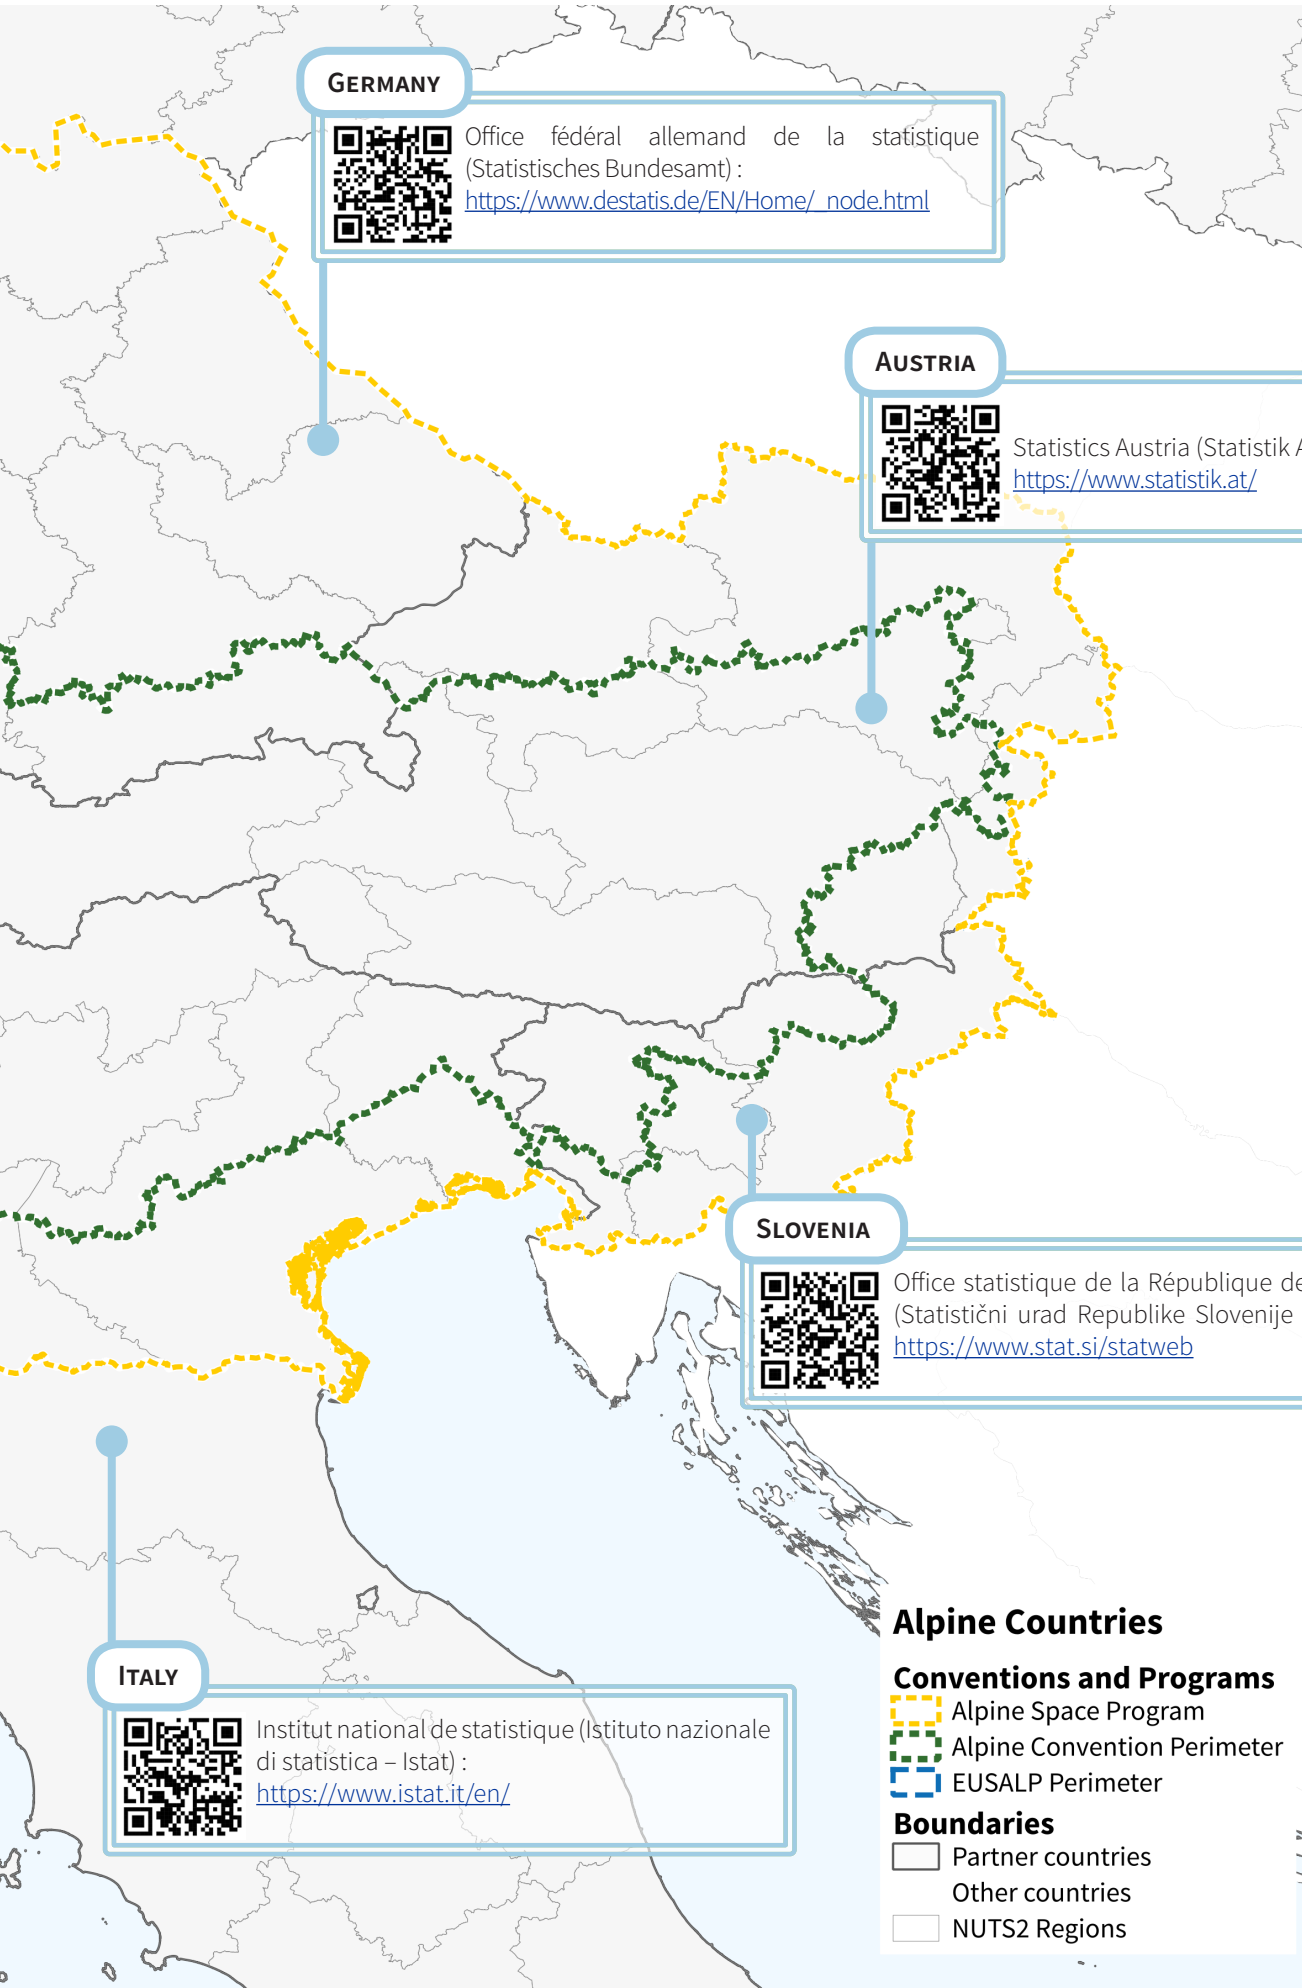 GERMANY
Office fédéral allemand de la statistique
(Statistisches Bundesamt) :
https://www.destatis.de/EN/Home/_node.html
AUSTRIA
Statistics Austria (Statistik A
https://www.statistik.at/
SLOVENIA
Office statistique de la République de
(Statistični urad Republike Slovenije
https://www.stat.si/statweb
ITALY
Institut national de statistique (Istituto nazionale
di statistica – Istat) :
https://www.istat.it/en/
Alpine Countries
Conventions and Programs
Alpine Space Program
Alpine Convention Perimeter
EUSALP Perimeter
Boundaries
Partner countries
Other countries
NUTS2 Regions